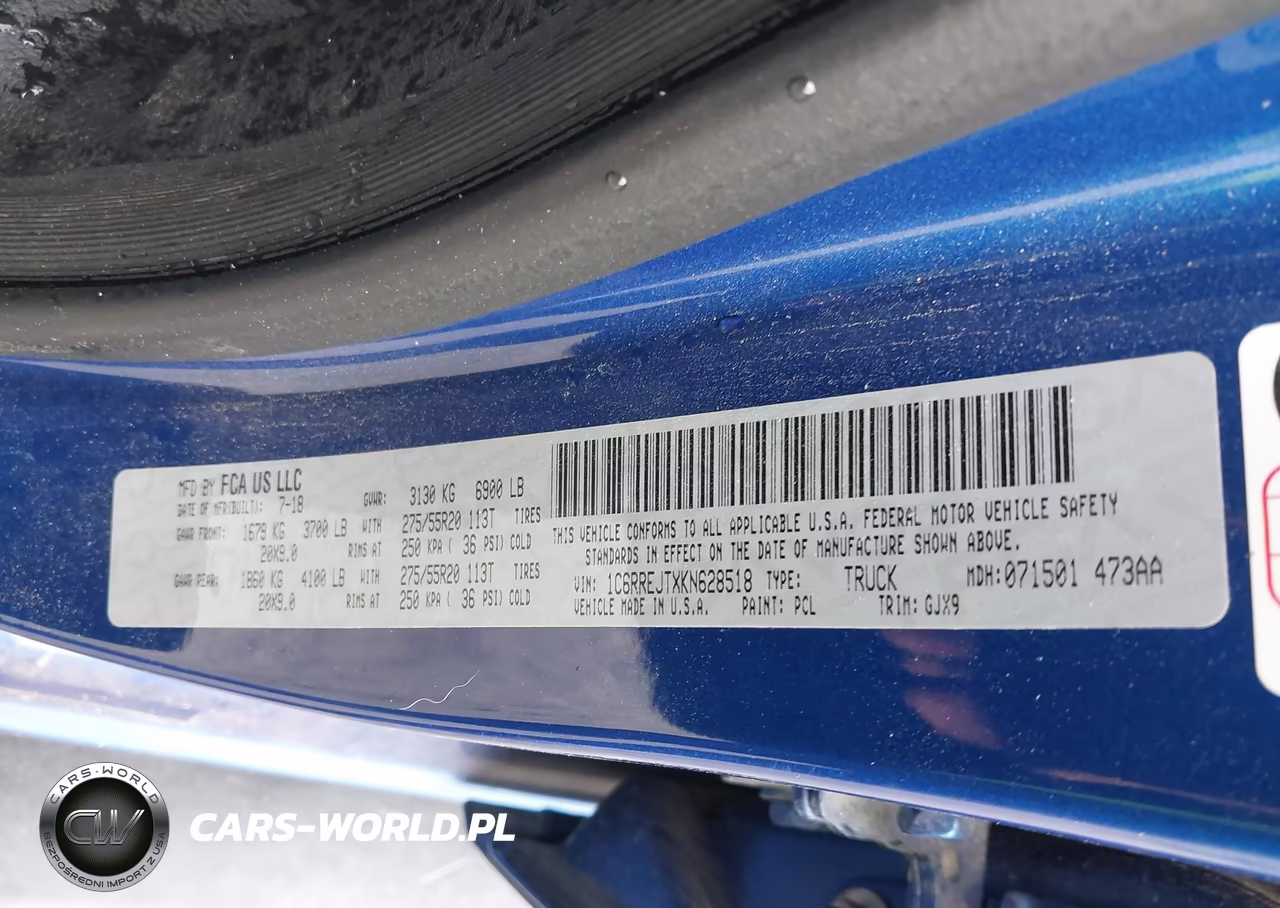 MFD BY FCA US LLC
DATE OF MFR(BUILT): 7-18 GVWR: 3130 KG 6900 LB
GAWR FRONT: 1679 KG 3700 LB WITH 275/55R20 113T TIRES
20X9.0 RIMS AT 250 KPA ( 36 PSI) COLD
GAWR REAR: 1860 KG 4100 LB WITH 275/55R20 113T TIRES
20X9.0 RIMS AT 250 KPA ( 36 PSI) COLD
THIS VEHICLE CONFORMS TO ALL APPLICABLE U.S.A. FEDERAL MOTOR VEHICLE SAFETY
STANDARDS IN EFFECT ON THE DATE OF MANUFACTURE SHOWN ABOVE.
VIN: 1C6RREJTXKN628518 TYPE: TRUCK MDH:071501 473AA
VEHICLE MADE IN U.S.A. PAINT: PCL TRIM: GJX9
CARS-WORLD
CW
BEZPOŚREDNI IMPORT Z USA
CARS-WORLD.PL